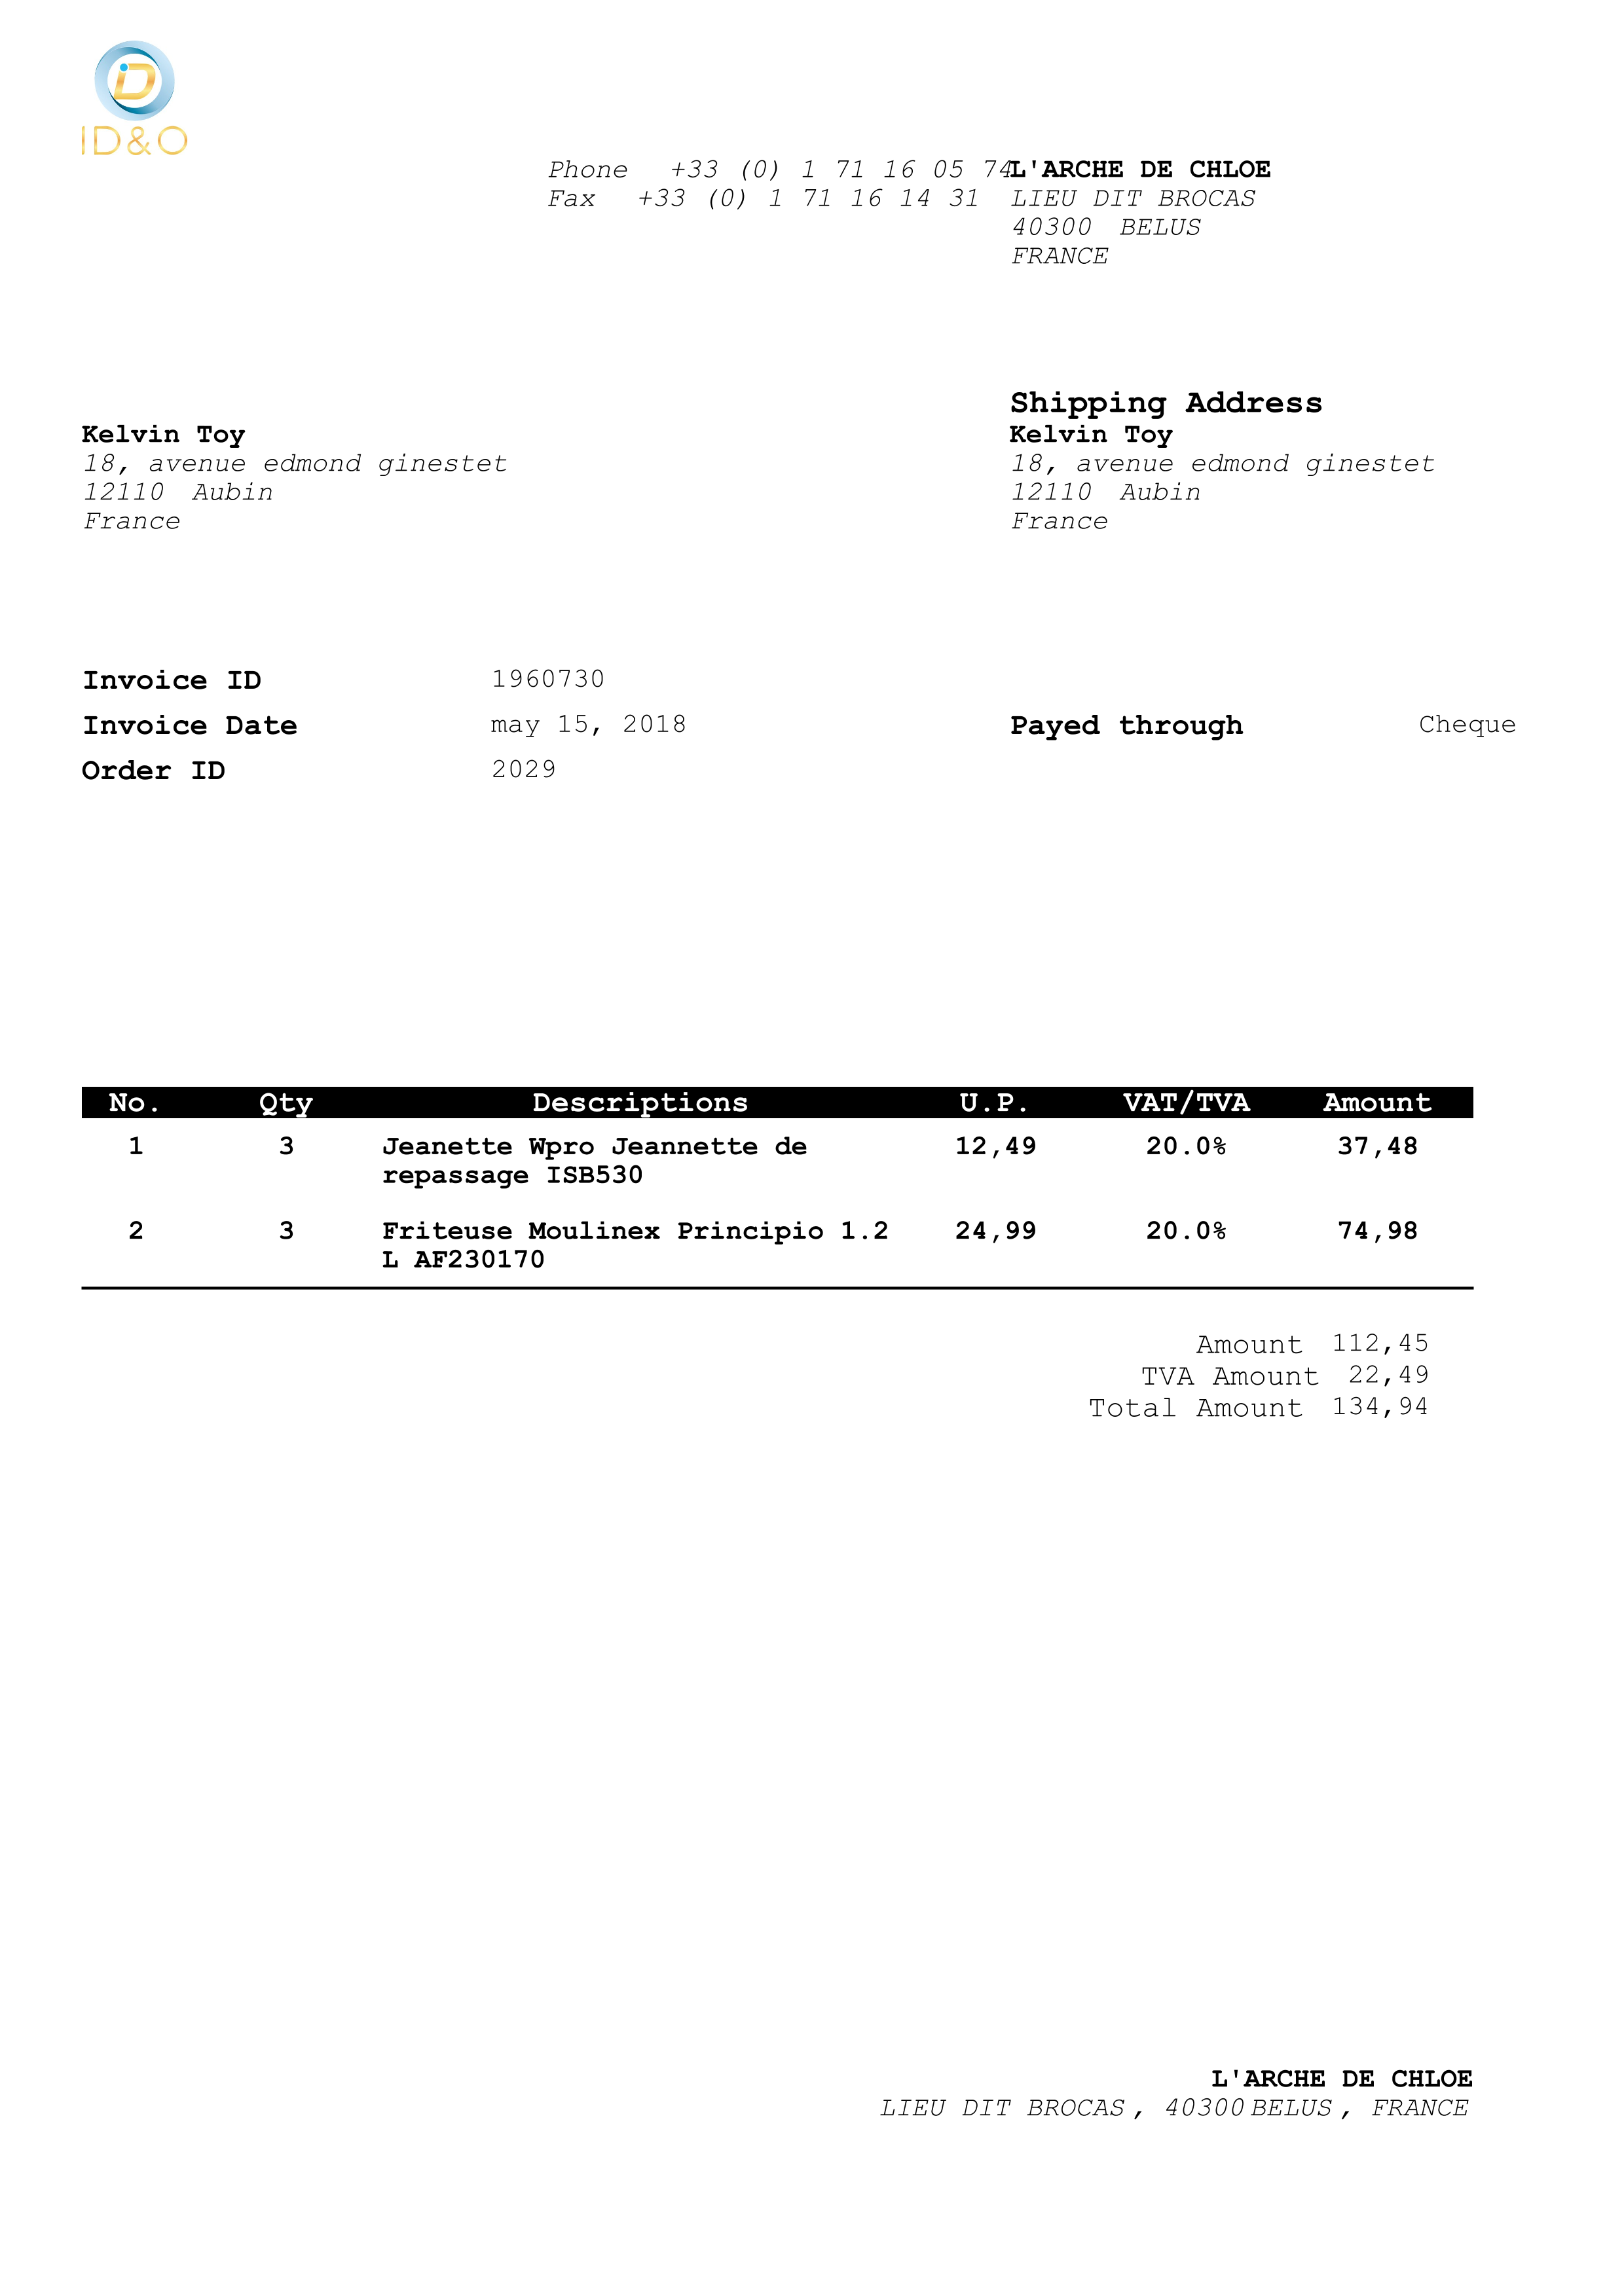 iD
ID&O
Phone +33 (0) 1 71 16 05 74
Fax +33 (0) 1 71 16 14 31
L'ARCHE DE CHLOE
LIEU DIT BROCAS
40300 BELUS
FRANCE
Kelvin Toy
18, avenue edmond ginestet
12110 Aubin
France
Shipping Address
Kelvin Toy
18, avenue edmond ginestet
12110 Aubin
France
Invoice ID 1960730
Invoice Date may 15, 2018 Payed through Cheque
Order ID 2029
No. Qty Descriptions U.P. VAT/TVA Amount
1 3 Jeanette Wpro Jeannette de 12,49 20.0% 37,48
repassage ISB530
2 3 Friteuse Moulinex Principio 1.2 24,99 20.0% 74,98
L AF230170
Amount 112,45
TVA Amount 22,49
Total Amount 134,94
L'ARCHE DE CHLOE
LIEU DIT BROCAS , 40300 BELUS , FRANCE